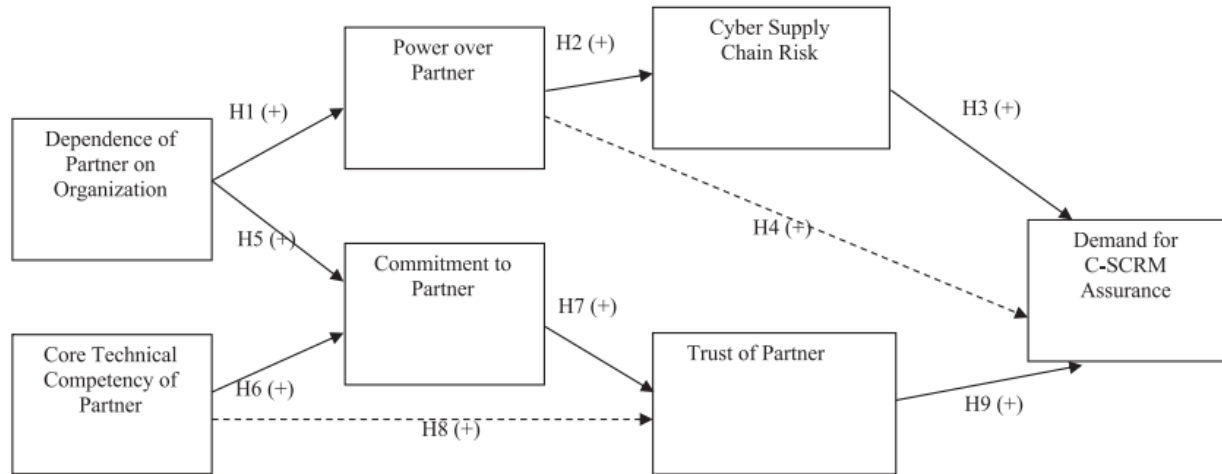 Power over
Partner
H2 (+)
Cyber Supply
Chain Risk
H1 (+)
H3 (+)
Dependence of
Partner on
Organization
H4 (+)
H5 (+)
Commitment to
Partner
Demand for
C-SCRM
Assurance
H7 (+)
Core Technical
Competency of
Partner
H6 (+)
Trust of Partner
H8 (+)
H9 (+)